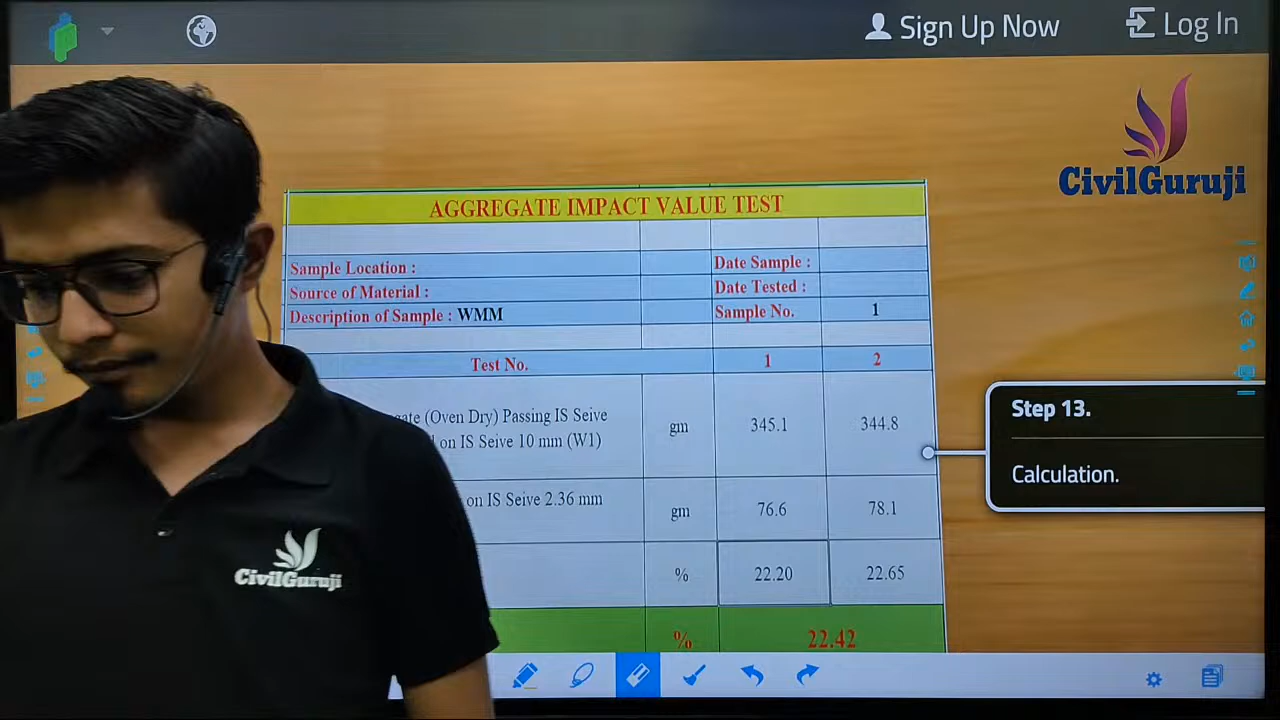 Sign Up Now
Log In
CivilGuruji
AGGREGATE IMPACT VALUE TEST
Sample Location :
Date Sample :
Source of Material :
Date Tested :
Description of Sample : WMM
Sample No.
1
Test No.
1
2
(Oven Dry) Passing IS Seive
on IS Seive 10 mm (W1)
gm
345.1
344.8
on IS Seive 2.36 mm
gm
76.6
78.1
%
22.20
22.65
%
22.42
Step 13.
Calculation.
CivilGuruji